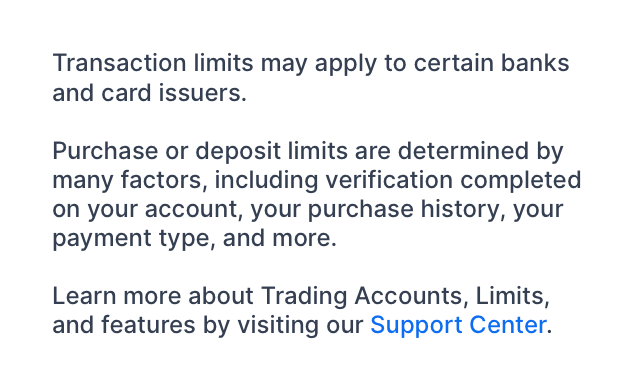 Transaction limits may apply to certain banks
and card issuers.
Purchase or deposit limits are determined by
many factors, including verification completed
on your account, your purchase history, your
payment type, and more.
Learn more about Trading Accounts, Limits,
and features by visiting our Support Center.